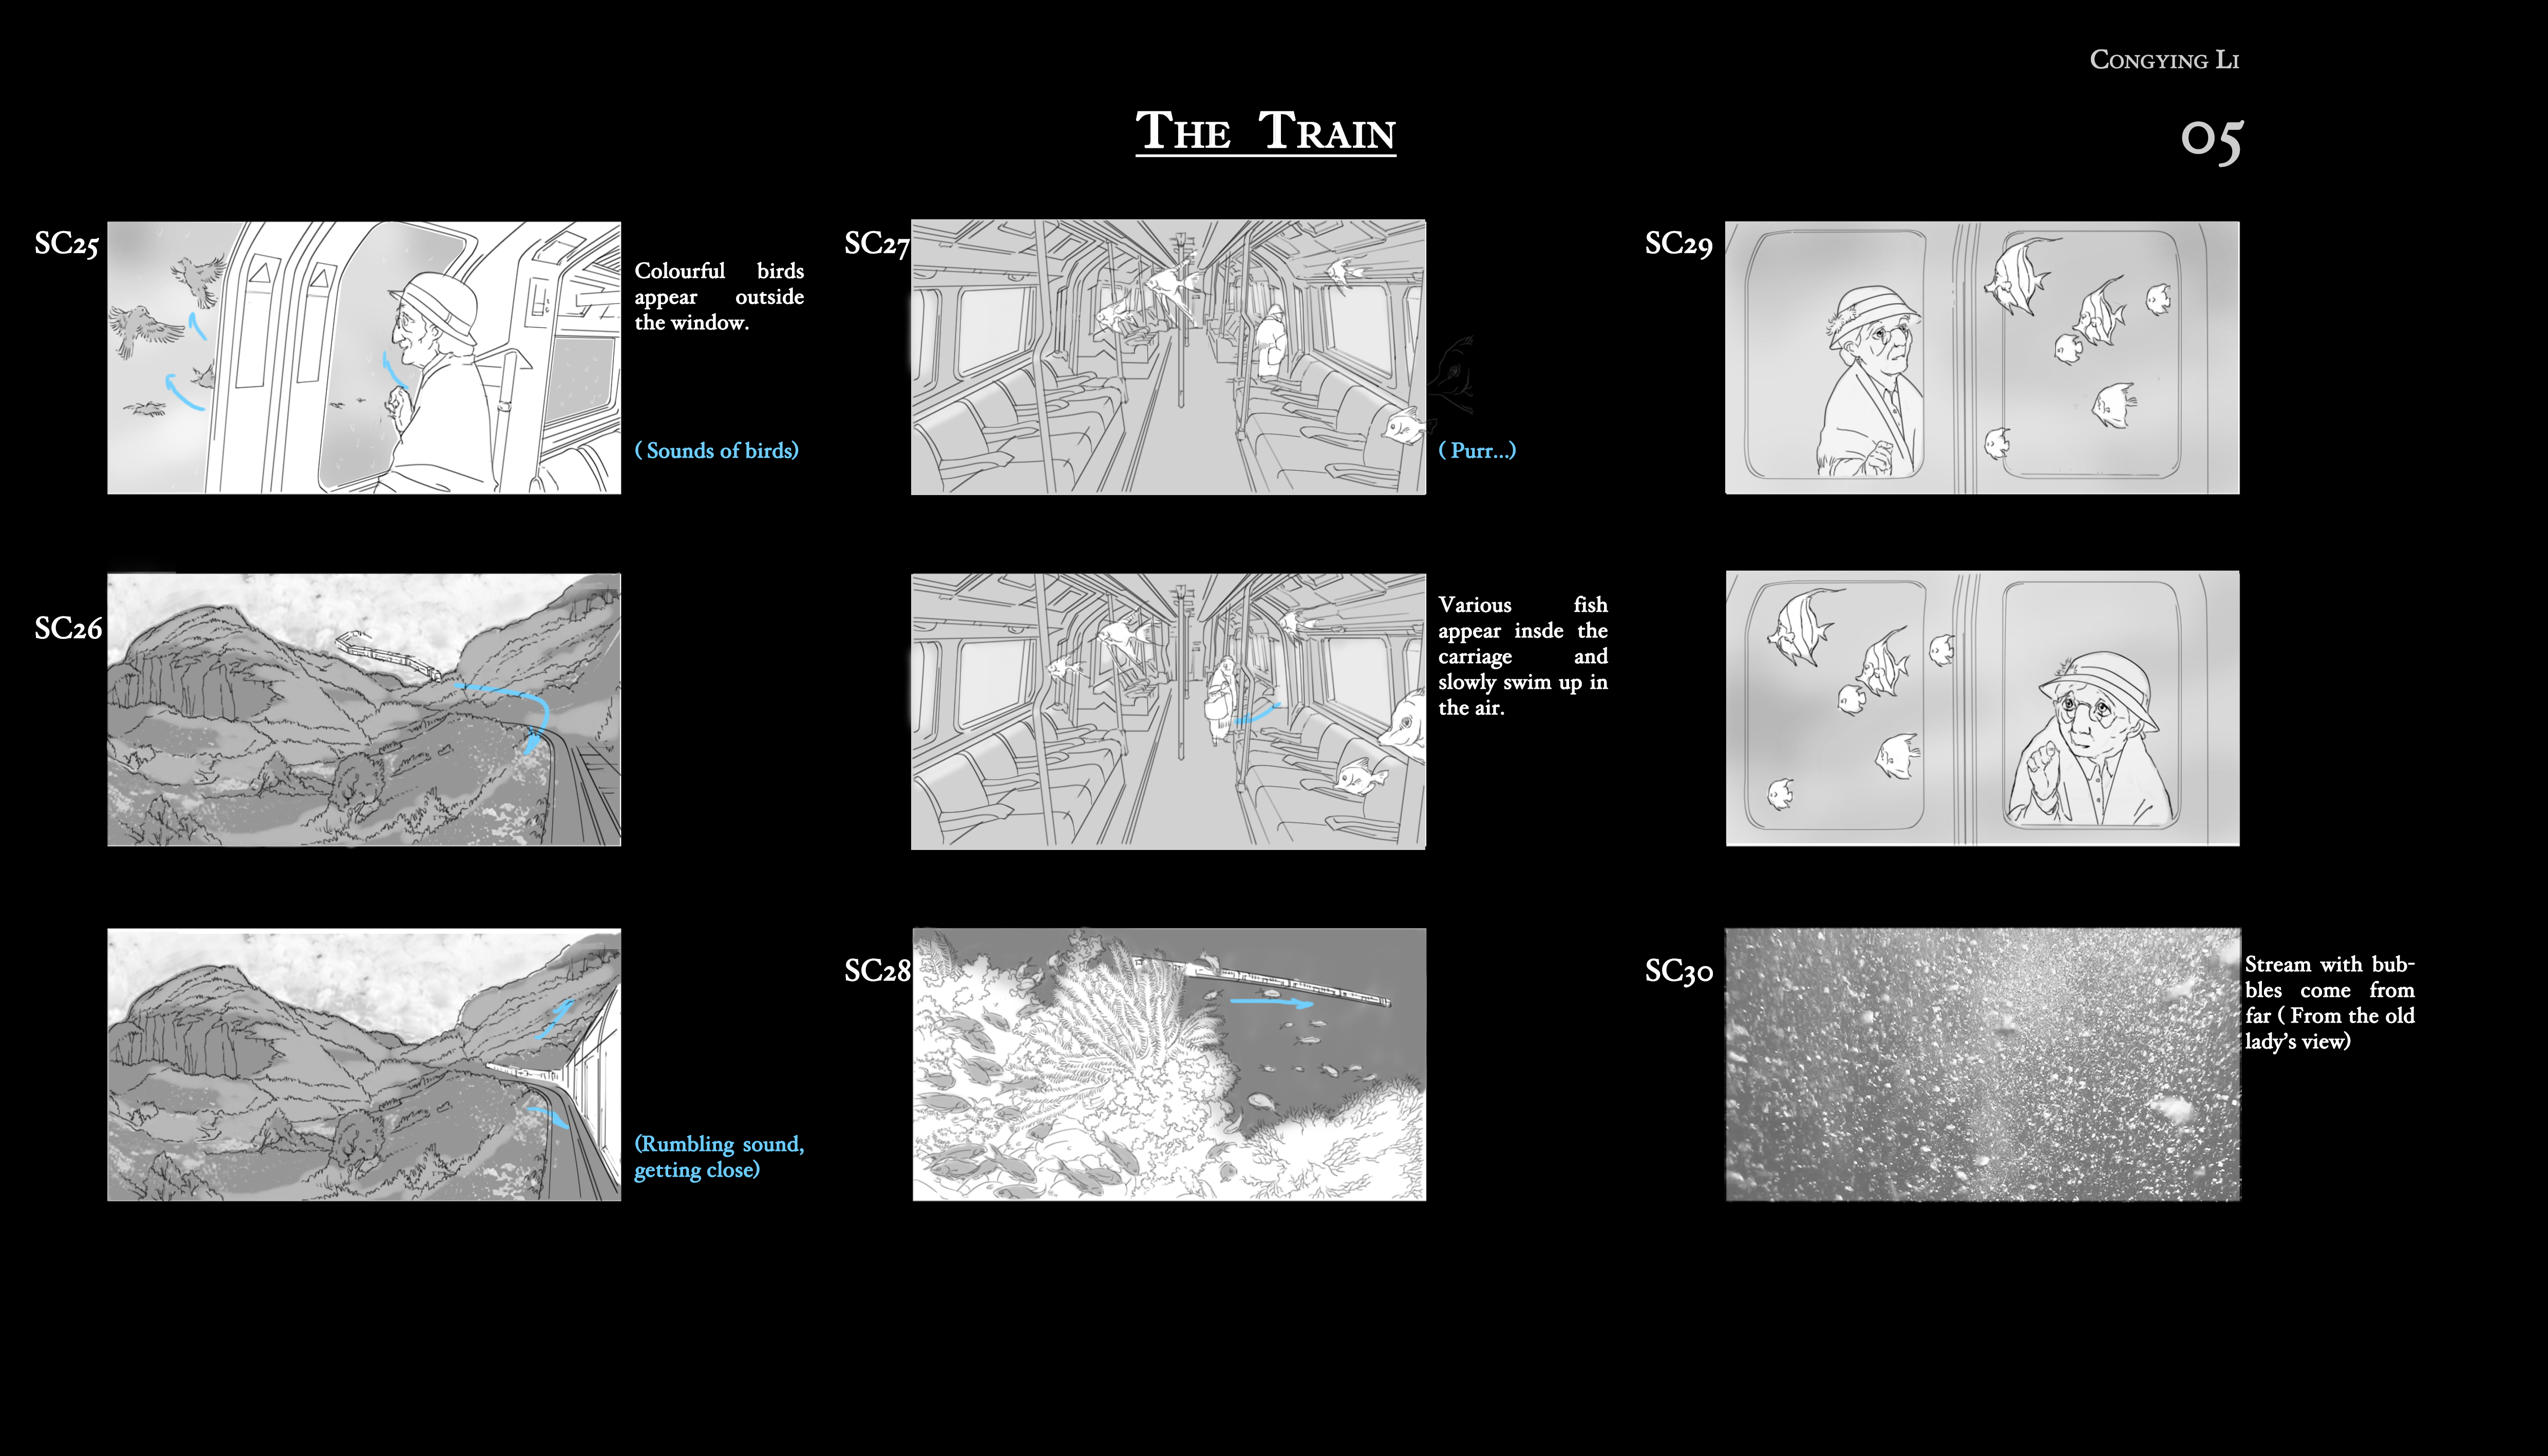 Congying Li
The Train
05
SC25
Colourful birds
appear outside
the window.
( Sounds of birds)
SC26
(Rumbling sound,
getting close)
SC27
( Purr...)
Various fish
appear insde the
carriage and
slowly swim up in
the air.
SC28
SC29
SC30
Stream with bub-
bles come from
far ( From the old
lady's view)